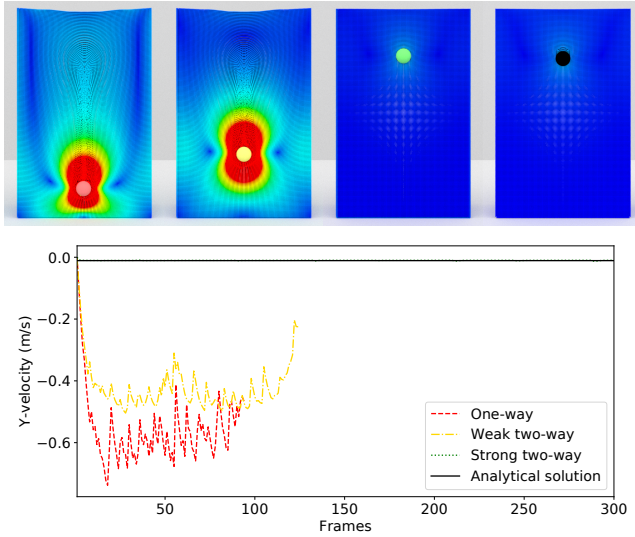 0.0
−0.2
−0.4
−0.6
Y-velocity (m/s)
One-way
Weak two-way
Strong two-way
Analytical solution
50
100
150
200
250
300
Frames